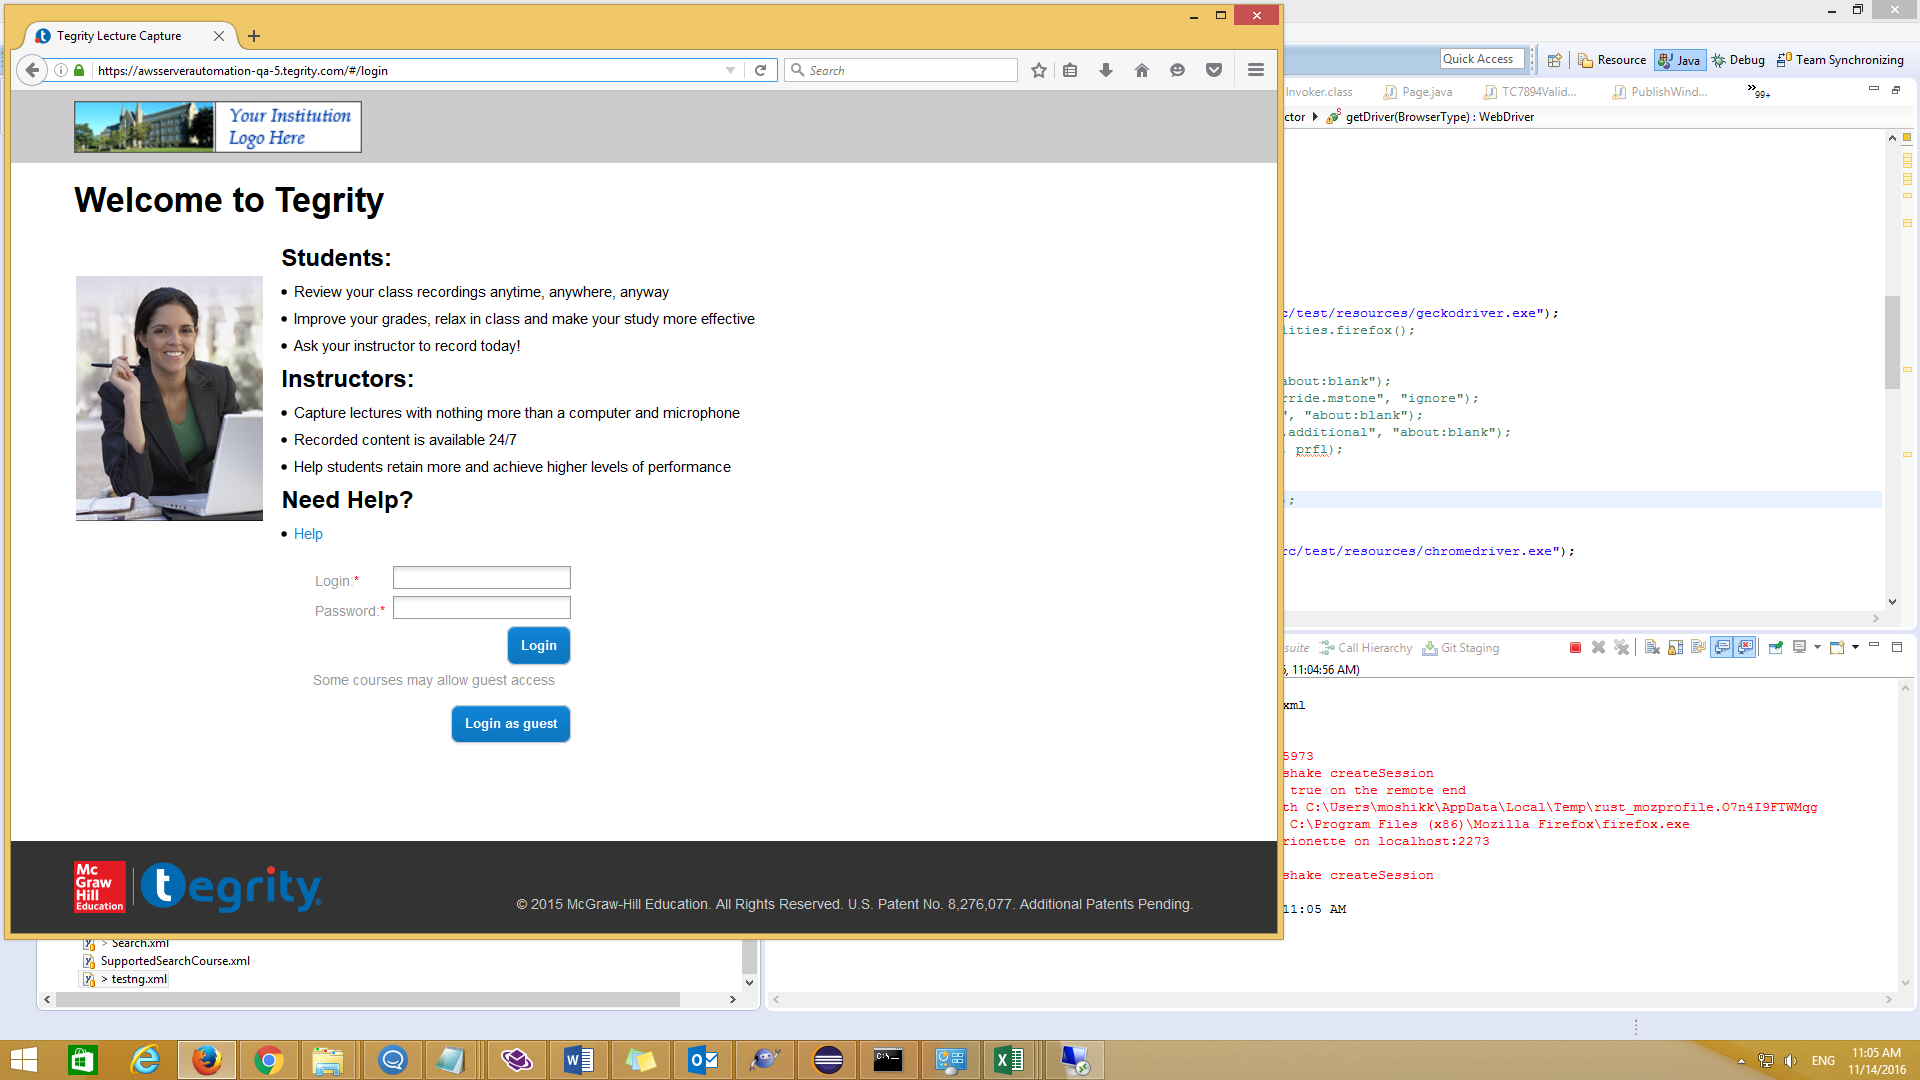 Tegrity Lecture Capture
https://awsserverautomation-qa-5.tegrity.com/#/login
Search
Your Institution
Logo Here
Welcome to Tegrity
Students:
Review your class recordings anytime, anywhere, anyway
Improve your grades, relax in class and make your study more effective
Ask your instructor to record today!
Instructors:
Capture lectures with nothing more than a computer and microphone
Recorded content is available 24/7
Help students retain more and achieve higher levels of performance
Need Help?
Help
Login:*
Password:*
Login
Some courses may allow guest access
Login as guest
Mc
Graw
Hill
Education
tegrity
© 2015 McGraw-Hill Education. All Rights Reserved. U.S. Patent No. 8,276,077. Additional Patents Pending.
Quick Access
Resource
Java
Debug
Team Synchronizing
Invoker.class
Page.java
TC7894Valid...
PublishWind...
»99+
ctor
getDriver(BrowserType) : WebDriver
c/test/resources/geckodriver.exe");
lities.firefox();
about:blank");
rride.mstone", "ignore");
", "about:blank");
.additional", "about:blank");
, prfl);
);
rc/test/resources/chromedriver.exe");
suite
Call Hierarchy
Git Staging
, 11:04:56 AM)
xml
5973
shake createSession
true on the remote end
th C:\Users\moshikk\AppData\Local\Temp\rust_mozprofile.O7n4I9FTWMqg
C:\Program Files (x86)\Mozilla Firefox\firefox.exe
rionette on localhost:2273
shake createSession
11:05 AM
> Search.xml
SupportedSearchCourse.xml
> testng.xml
ENG
11:05 AM
11/14/2016